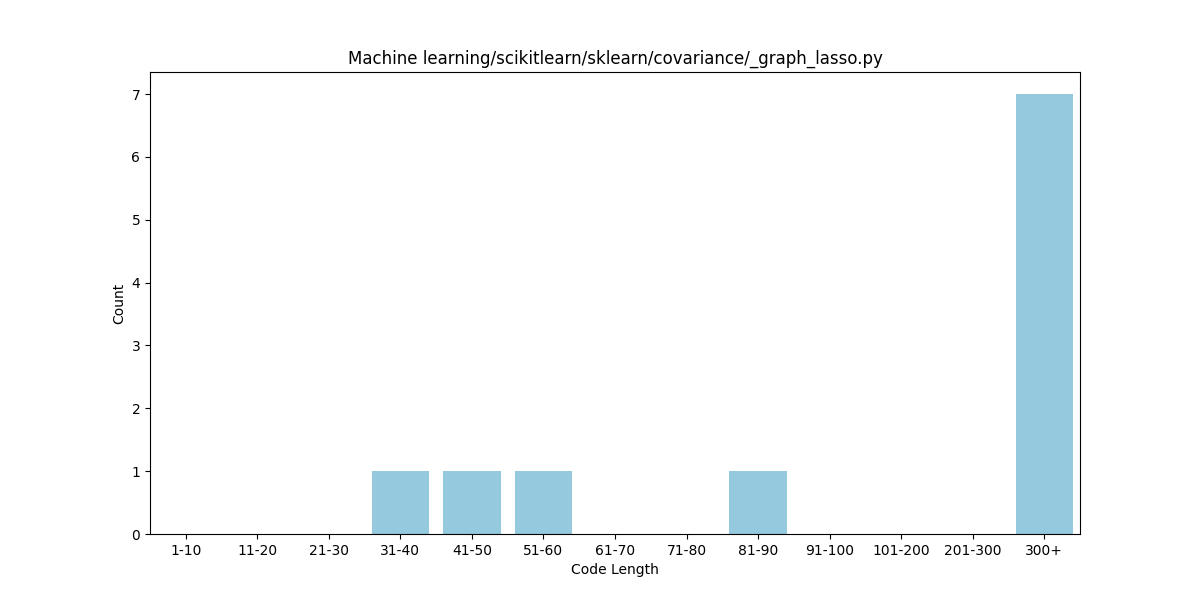 Machine learning/scikitlearn/sklearn/covariance/_graph_lasso.py
Count
7
6
5
4
3
2
1
0
1-10 11-20 21-30 31-40 41-50 51-60 61-70 71-80 81-90 91-100 101-200 201-300 300+
Code Length